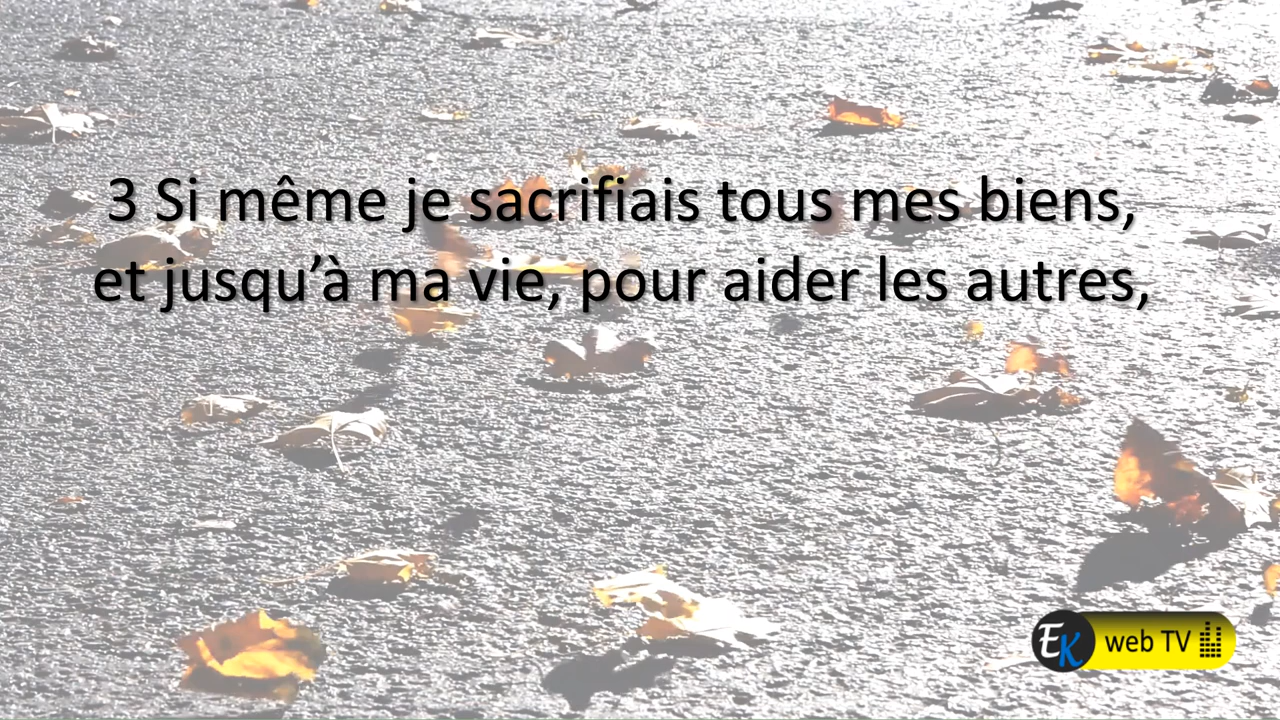 3 Si même je sacrifiais tous mes biens,
et jusqu’à ma vie, pour aider les autres,
EK web TV